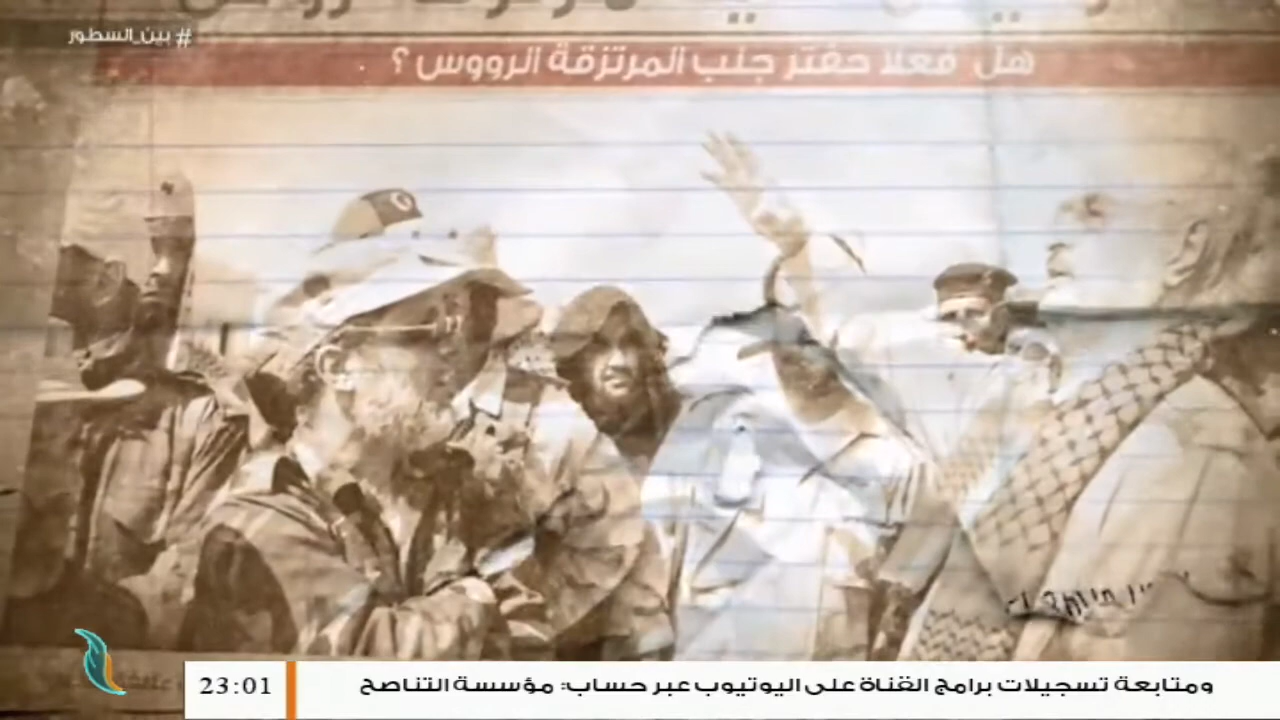 #بين_السطور
هل فعلا حفتر جلب المرتزقة الرووس ؟
23:01
ومتابعة تسجيلات برامج القناة على اليوتيوب عبر حساب: مؤسسة التناصح